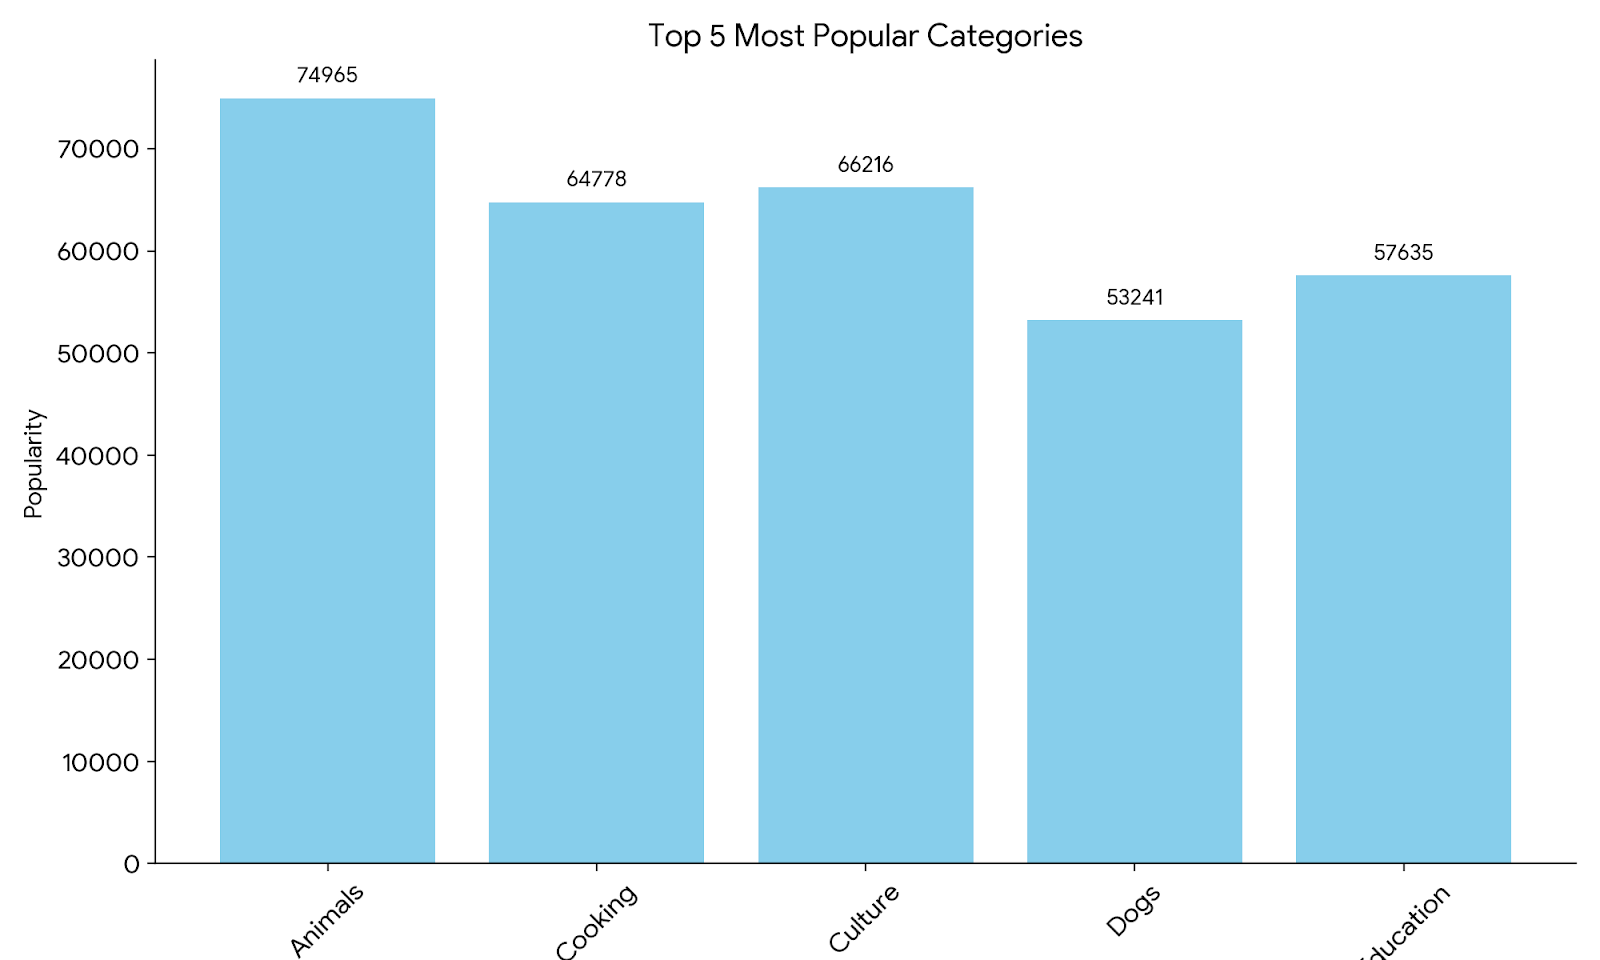 Top 5 Most Popular Categories
74965
64778
66216
53241
57635
Popularity
70000
60000
50000
40000
30000
20000
10000
0
Animals
Cooking
Culture
Dogs
Education